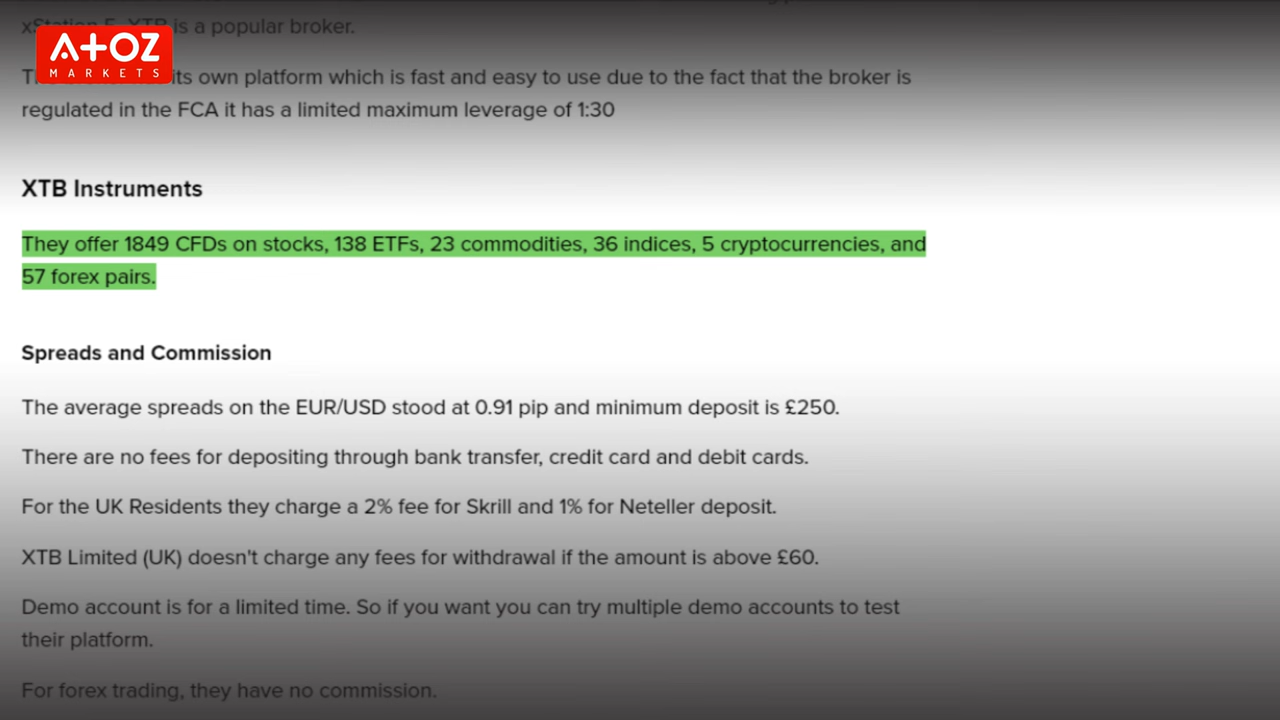 xStation 5, XTB is a popular broker.
A+OZ
MARKETS
its own platform which is fast and easy to use due to the fact that the broker is
regulated in the FCA it has a limited maximum leverage of 1:30
XTB Instruments
They offer 1849 CFDs on stocks, 138 ETFs, 23 commodities, 36 indices, 5 cryptocurrencies, and
57 forex pairs.
Spreads and Commission
The average spreads on the EUR/USD stood at 0.91 pip and minimum deposit is £250.
There are no fees for depositing through bank transfer, credit card and debit cards.
For the UK Residents they charge a 2% fee for Skrill and 1% for Neteller deposit.
XTB Limited (UK) doesn't charge any fees for withdrawal if the amount is above £60.
Demo account is for a limited time. So if you want you can try multiple demo accounts to test
their platform.
For forex trading, they have no commission.